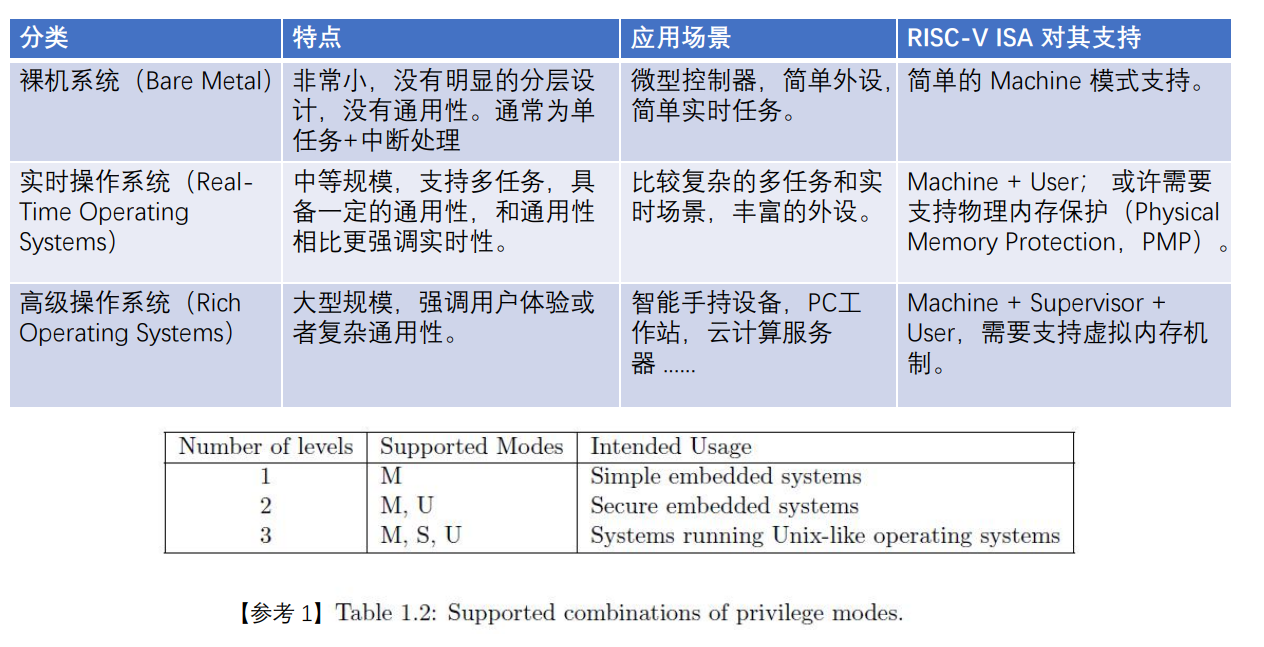 分类
特点
应用场景
RISC-V ISA 对其支持
裸机系统（Bare Metal）
非常小，没有明显的分层设
计，没有通用性。通常为单
任务+中断处理
微型控制器，简单外设，
简单实时任务。
简单的 Machine 模式支持。
实时操作系统（Real-
Time Operating
Systems）
中等规模，支持多任务，具
备一定的通用性，和通用性
相比更强调实时性。
比较复杂的多任务和实
时场景，丰富的外设。
Machine + User； 或许需要
支持物理内存保护（Physical
Memory Protection，PMP）。
高级操作系统（Rich
Operating Systems）
大型规模，强调用户体验或
者复杂通用性。
智能手持设备，PC工
作站，云计算服务
器 ......
Machine + Supervisor +
User，需要支持虚拟内存机
制。
Number of levels Supported Modes Intended Usage
1 M Simple embedded systems
2 M, U Secure embedded systems
3 M, S, U Systems running Unix-like operating systems
【参考 1】Table 1.2: Supported combinations of privilege modes.